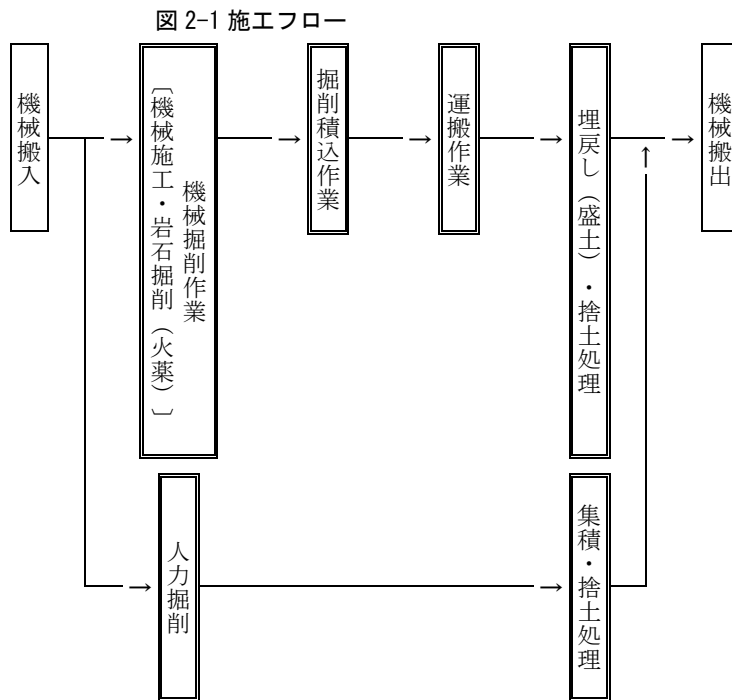 図 2-1 施工フロー
機械搬入
→
機械掘削作業
〔機械施工・岩石掘削（火薬）〕
→
掘削積込作業
→
運搬作業
→
埋戻し（盛土）・捨土処理
→
↑
機械搬出
→
人力掘削
→
集積・捨土処理